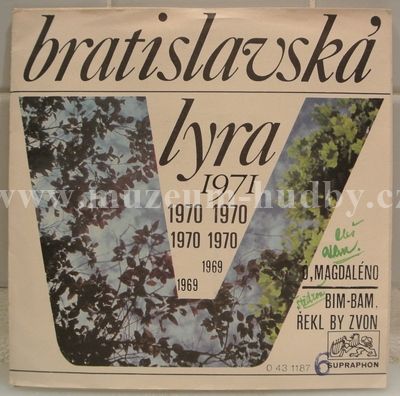 bratislavská
lyra
1971
www.muzeum-hudby.cz
1970 1970
1970 1970
1969
1969
O, MAGDALÉNO
BIM-BAM.
ŘEKL BY ZVON
0 43 1187
6
SUPRAPHON